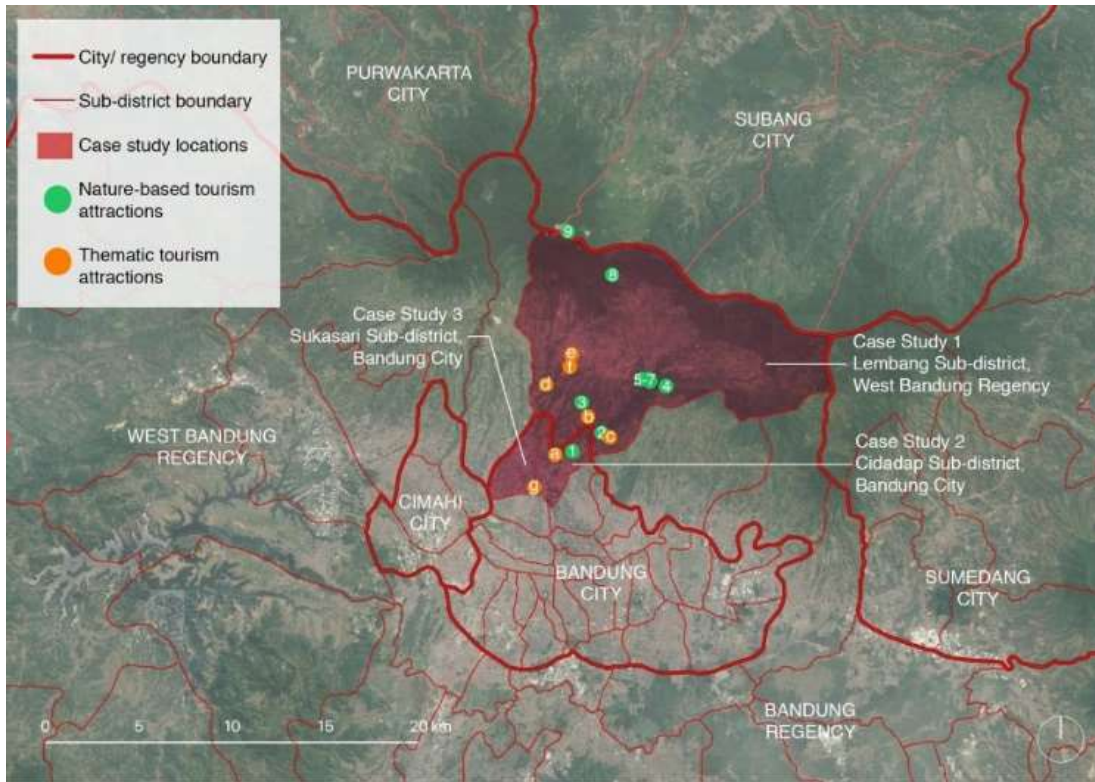 City/ regency boundary
Sub-district boundary
Case study locations
Nature-based tourism
attractions
Thematic tourism
attractions
PURWAKARTA
CITY
SUBANG
CITY
9
8
Case Study 3
Sukasari Sub-district,
Bandung City
e
f
d
5-7
4
3
b
2
c
a
1
g
Case Study 1
Lembang Sub-district,
West Bandung Regency
Case Study 2
Cidadap Sub-district,
Bandung City
WEST BANDUNG
REGENCY
CIMAHI
CITY
BANDUNG
CITY
SUMEDANG
CITY
BANDUNG
REGENCY
0
5
10
15
20 km